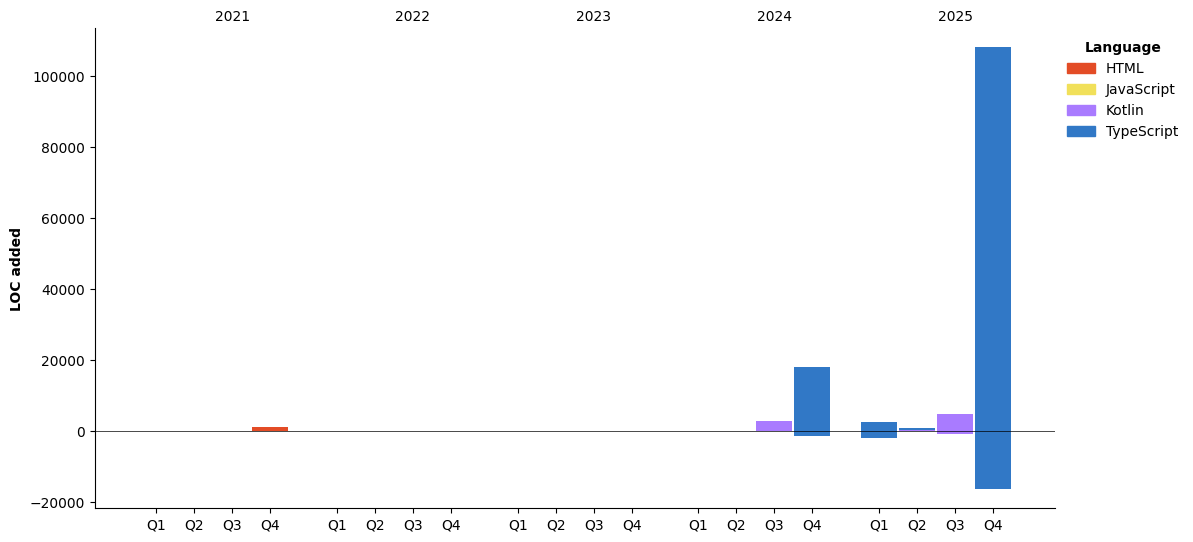 2021 2022 2023 2024 2025
Language
HTML
JavaScript
Kotlin
TypeScript
LOC added
100000
80000
60000
40000
20000
0
−20000
Q1 Q2 Q3 Q4 Q1 Q2 Q3 Q4 Q1 Q2 Q3 Q4 Q1 Q2 Q3 Q4 Q1 Q2 Q3 Q4